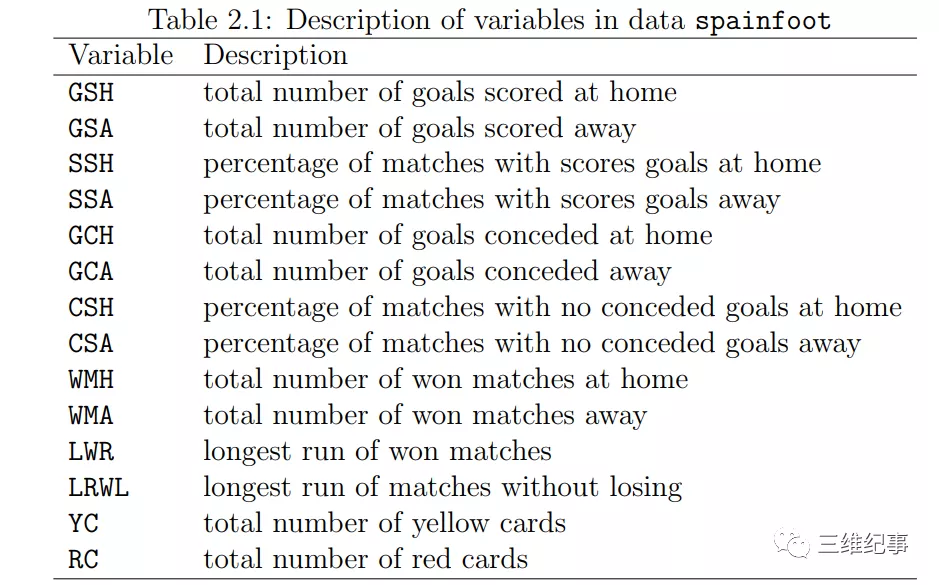 Table 2.1: Description of variables in data spainfoot
Variable Description
GSH total number of goals scored at home
GSA total number of goals scored away
SSH percentage of matches with scores goals at home
SSA percentage of matches with scores goals away
GCH total number of goals conceded at home
GCA total number of goals conceded away
CSH percentage of matches with no conceded goals at home
CSA percentage of matches with no conceded goals away
WMH total number of won matches at home
WMA total number of won matches away
LWR longest run of won matches
LRWL longest run of matches without losing
YC total number of yellow cards
RC total number of red cards
三维纪事